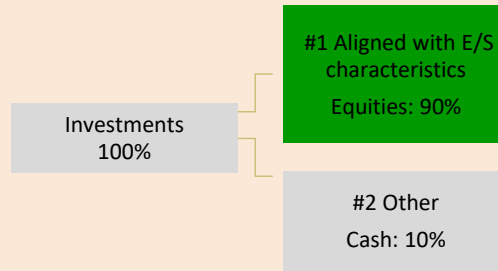 #1 Aligned with E/S
characteristics
Equities: 90%
Investments
100%
#2 Other
Cash: 10%